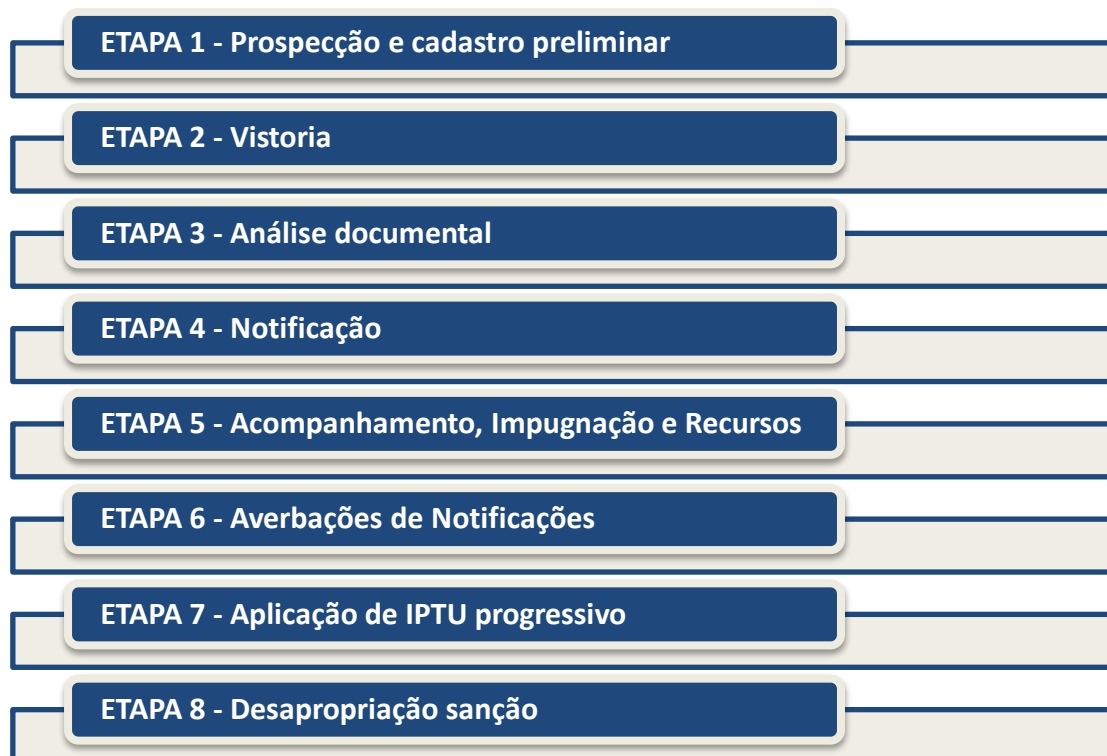 ETAPA 1 - Prospecção e cadastro preliminar
ETAPA 2 - Vistoria
ETAPA 3 - Análise documental
ETAPA 4 - Notificação
ETAPA 5 - Acompanhamento, Impugnação e Recursos
ETAPA 6 - Averbações de Notificações
ETAPA 7 - Aplicação de IPTU progressivo
ETAPA 8 - Desapropriação sanção